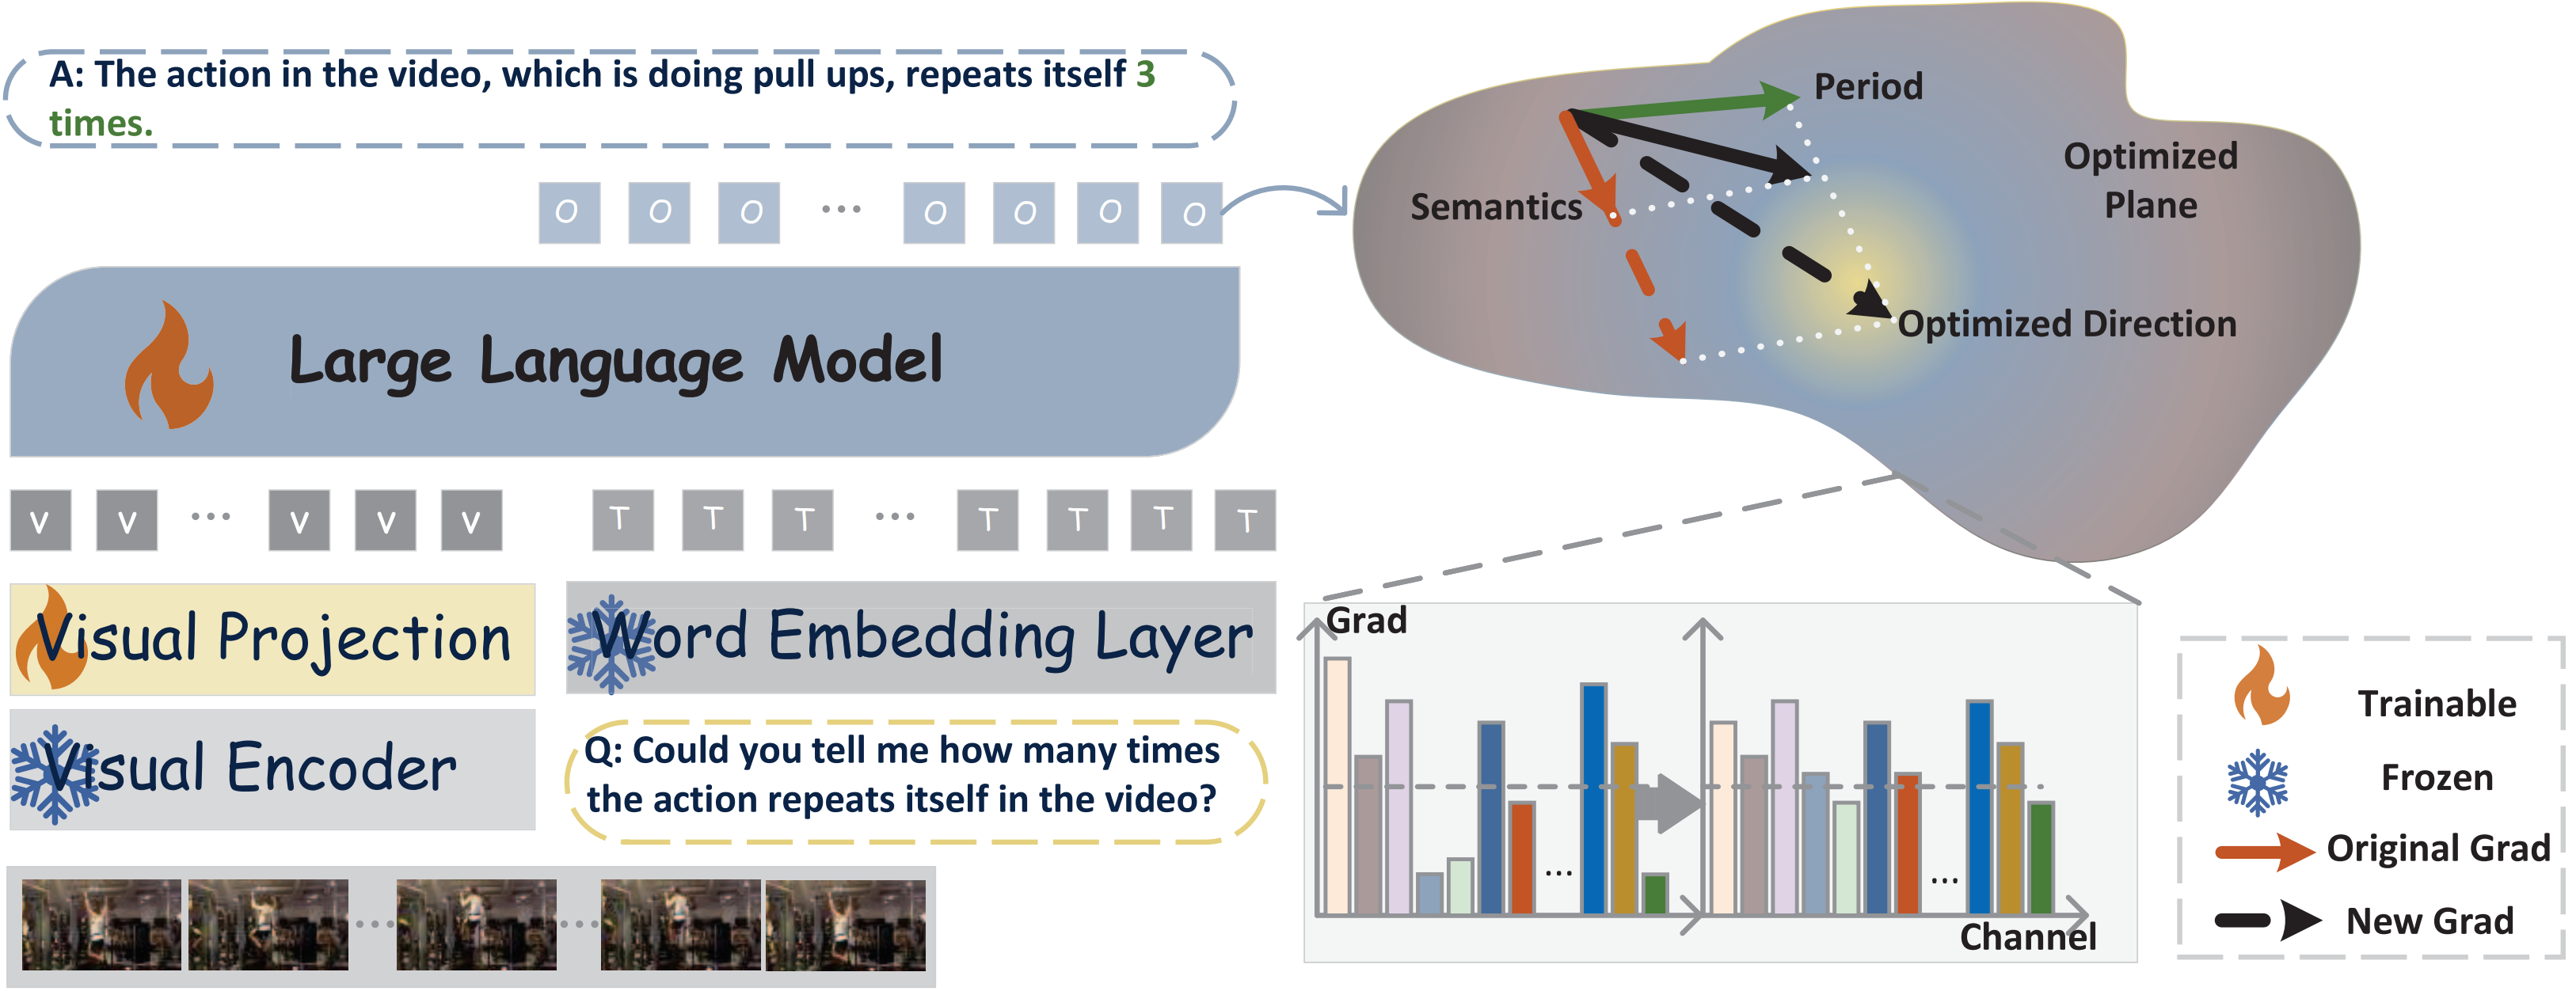 A: The action in the video, which is doing pull ups, repeats itself 3
times.
O O O ... O O O O
Large Language Model
V V ... V V V
T T T ... T T T T
Visual Projection
Word Embedding Layer
Visual Encoder
Q: Could you tell me how many times
the action repeats itself in the video?
... ...
Period
Semantics
Optimized
Plane
Optimized Direction
Grad
... ...
Channel
Trainable
Frozen
Original Grad
New Grad